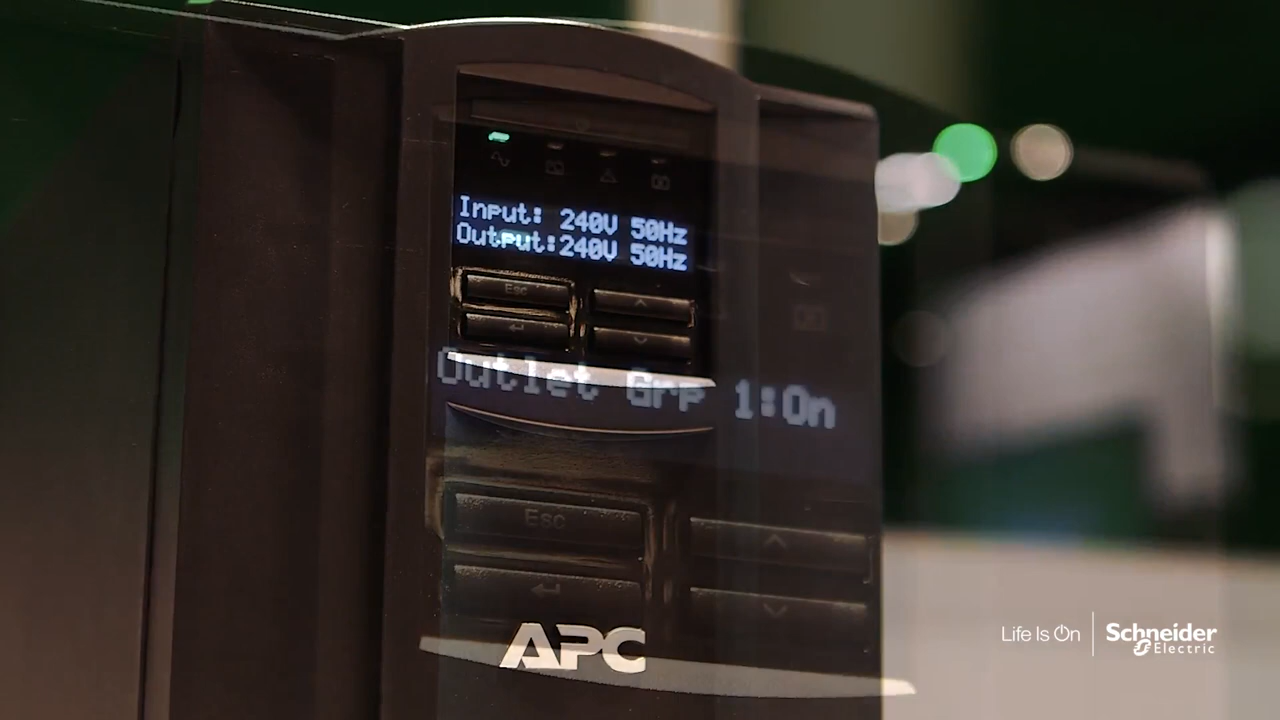 Input: 240V 50Hz
Output:240V 50Hz
Esc
Outlet Grp 1:On
Esc
APC
Life Is On
Schneider
Electric